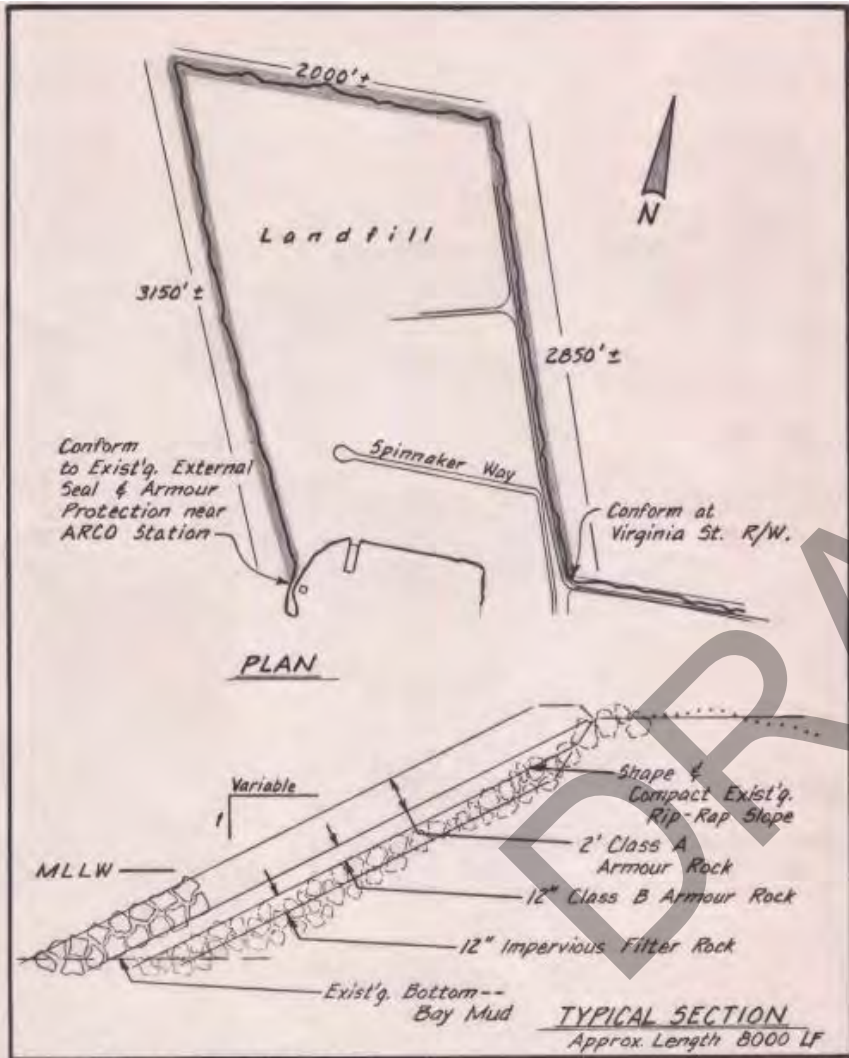 2000'±
N
Landfill
3150'±
2850'±
Conform
to Exist'g. External
Seal & Armour
Protection near
ARCO Station
Spinnaker Way
Conform at
Virginia St. R/W.
PLAN
Variable
1
MLLW
Shape &
Compact Exist'g.
Rip-Rap Slope
2' Class A
Armour Rock
12" Class B Armour Rock
12" Impervious Filter Rock
Exist'g. Bottom--
Bay Mud
TYPICAL SECTION
Approx. Length 8000 LF
DRA